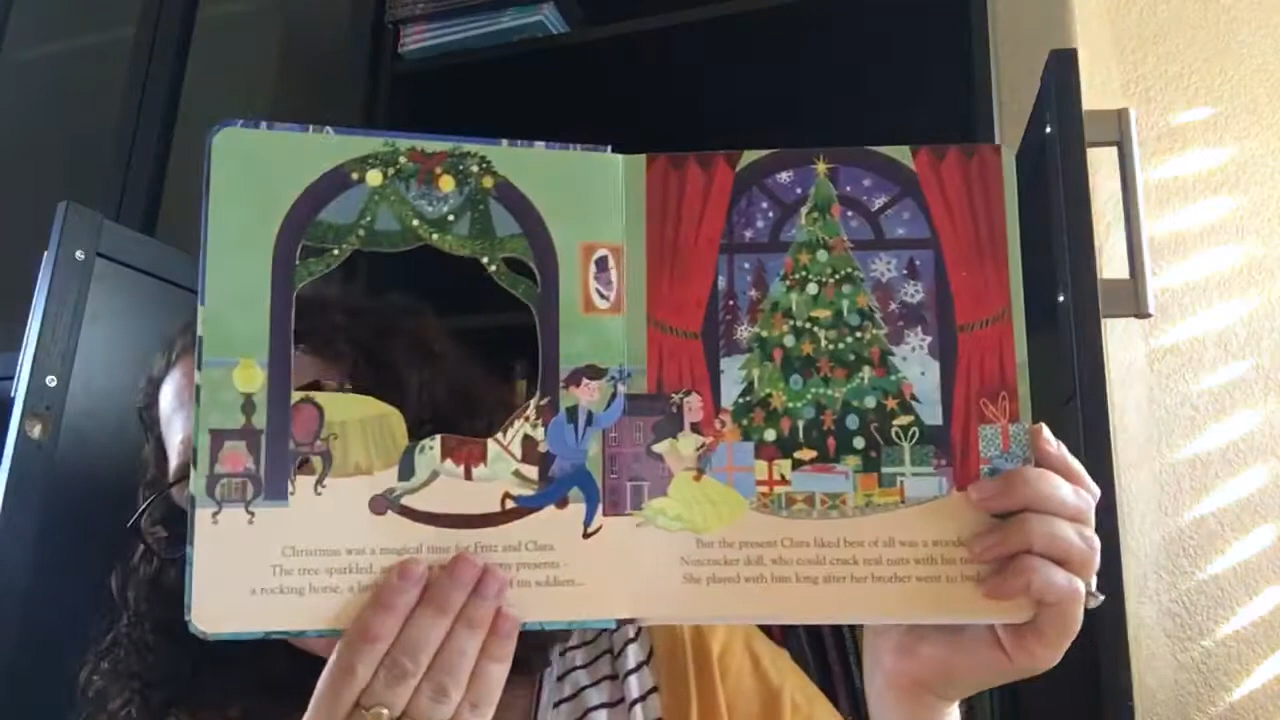 Christmas was a magical time for Fritz and Clara.
The tree sparkled, presents -
a rocking horse, a of tin soldiers...
But the present Clara liked best of all was a
Nutcracker doll, who could crack real nuts with his
She played with him long after her brother went to